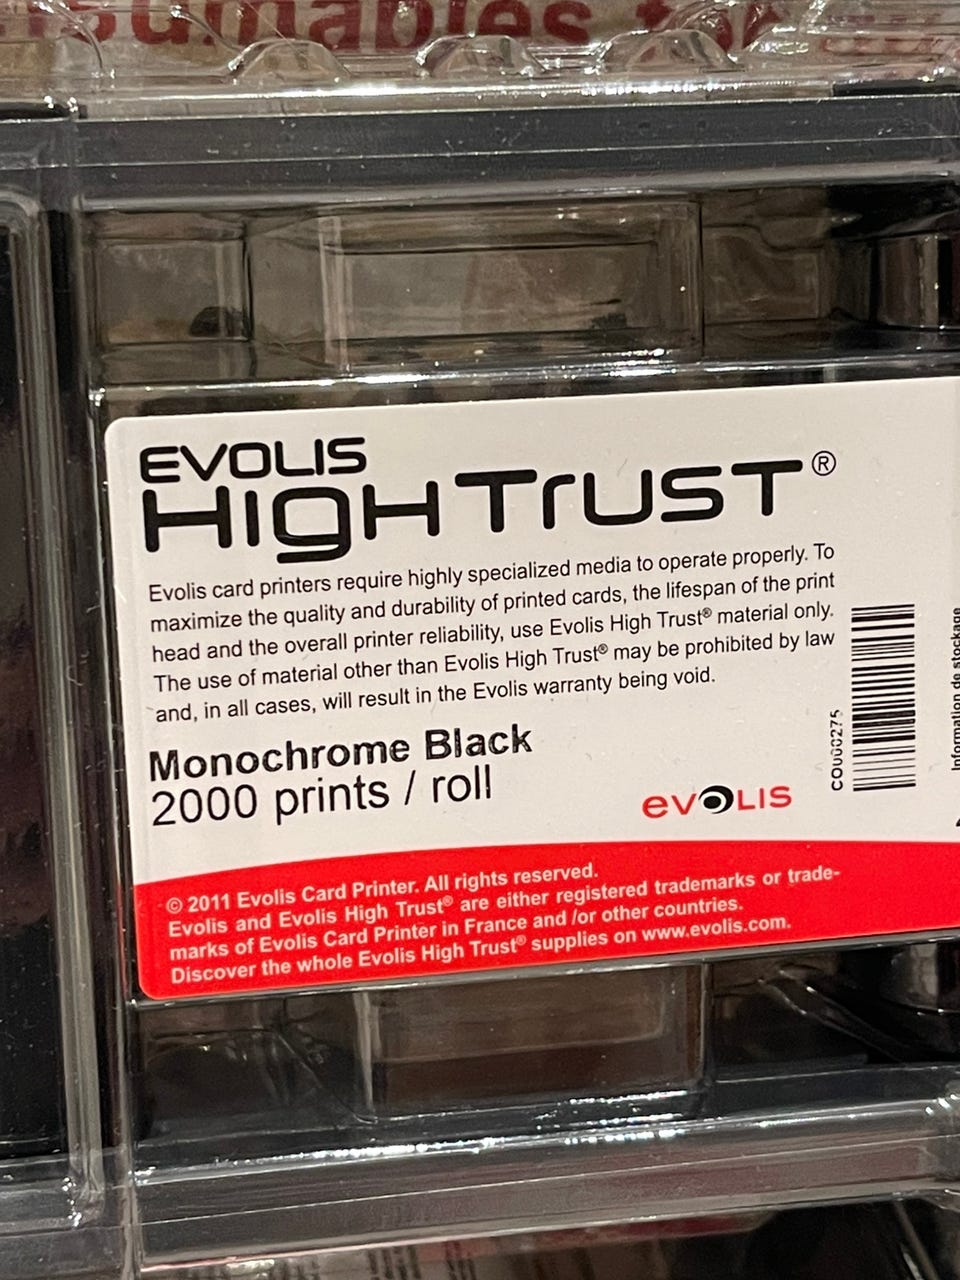 EVOLIS
HIGH TRUST®
Evolis card printers require highly specialized media to operate properly. To
maximize the quality and durability of printed cards, the lifespan of the print
head and the overall printer reliability, use Evolis High Trust® material only.
The use of material other than Evolis High Trust® may be prohibited by law
and, in all cases, will result in the Evolis warranty being void.
Monochrome Black
2000 prints / roll
evOLIS
COU00275
Information de stockage
© 2011 Evolis Card Printer. All rights reserved.
Evolis and Evolis High Trust® are either registered trademarks or trade-
marks of Evolis Card Printer in France and /or other countries.
Discover the whole Evolis High Trust® supplies on www.evolis.com.